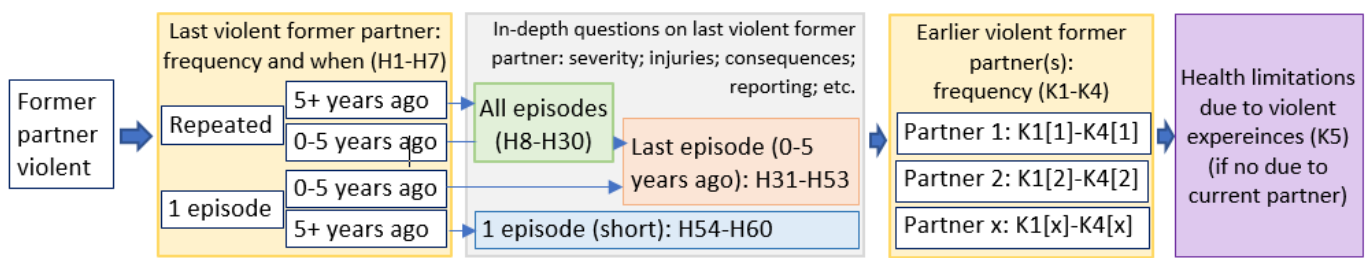 Former
partner
violent
Last violent former partner:
frequency and when (H1-H7)
Repeated
5+ years ago
0-5 years ago
1 episode
0-5 years ago
5+ years ago
In-depth questions on last violent former
partner: severity; injuries; consequences;
reporting; etc.
All episodes
(H8-H30)
Last episode (0-5
years ago): H31-H53
1 episode (short): H54-H60
Earlier violent former
partner(s):
frequency (K1-K4)
Partner 1: K1[1]-K4[1]
Partner 2: K1[2]-K4[2]
Partner x: K1[x]-K4[x]
Health limitations
due to violent
expereinces (K5)
(if no due to
current partner)